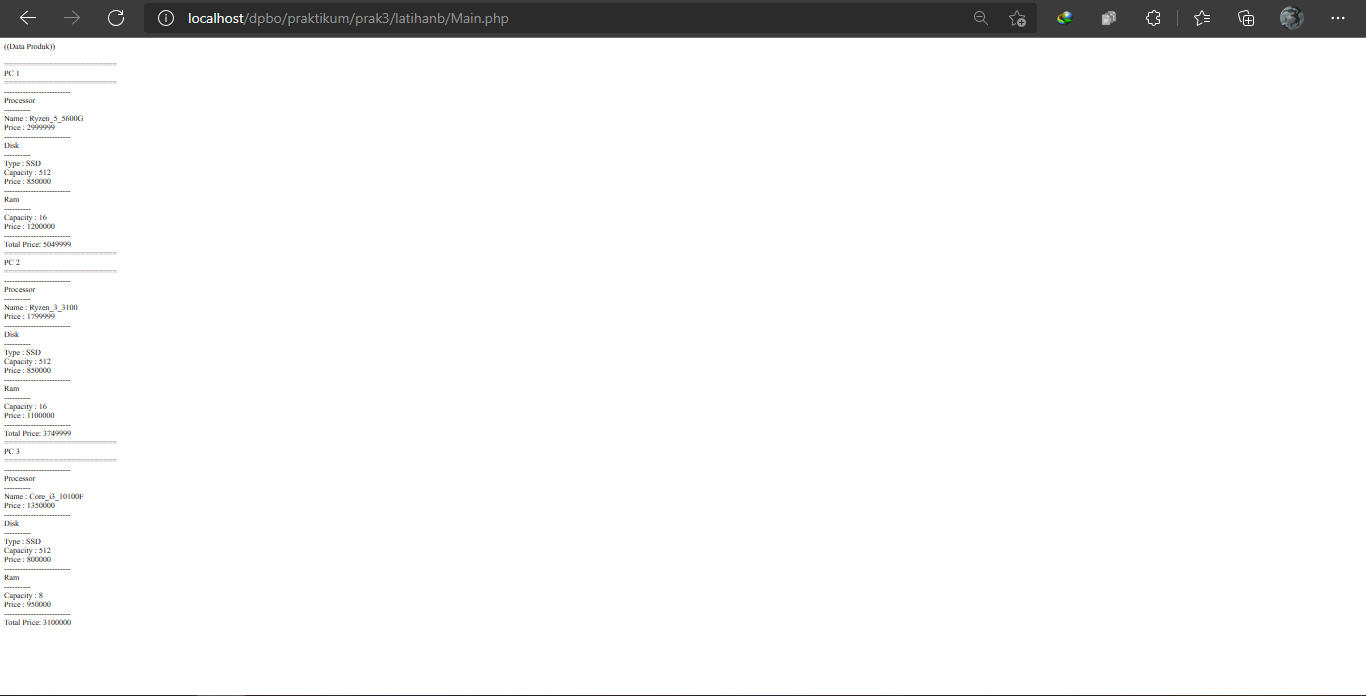 localhost/dpbo/praktikum/prak3/latihanb/Main.php
((Data Produk))
=========================
PC 1
=========================
-------------------------
Processor
----------
Name : Ryzen_5_5600G
Price : 2999999
-------------------------
Disk
----------
Type : SSD
Capacity : 512
Price : 850000
-------------------------
Ram
----------
Capacity : 16
Price : 1200000
-------------------------
Total Price: 5049999
=========================
PC 2
=========================
-------------------------
Processor
----------
Name : Ryzen_3_3100
Price : 1799999
-------------------------
Disk
----------
Type : SSD
Capacity : 512
Price : 850000
-------------------------
Ram
----------
Capacity : 16
Price : 1100000
-------------------------
Total Price: 3749999
=========================
PC 3
=========================
-------------------------
Processor
----------
Name : Core_i3_10100F
Price : 1350000
-------------------------
Disk
----------
Type : SSD
Capacity : 512
Price : 800000
-------------------------
Ram
----------
Capacity : 8
Price : 950000
-------------------------
Total Price: 3100000